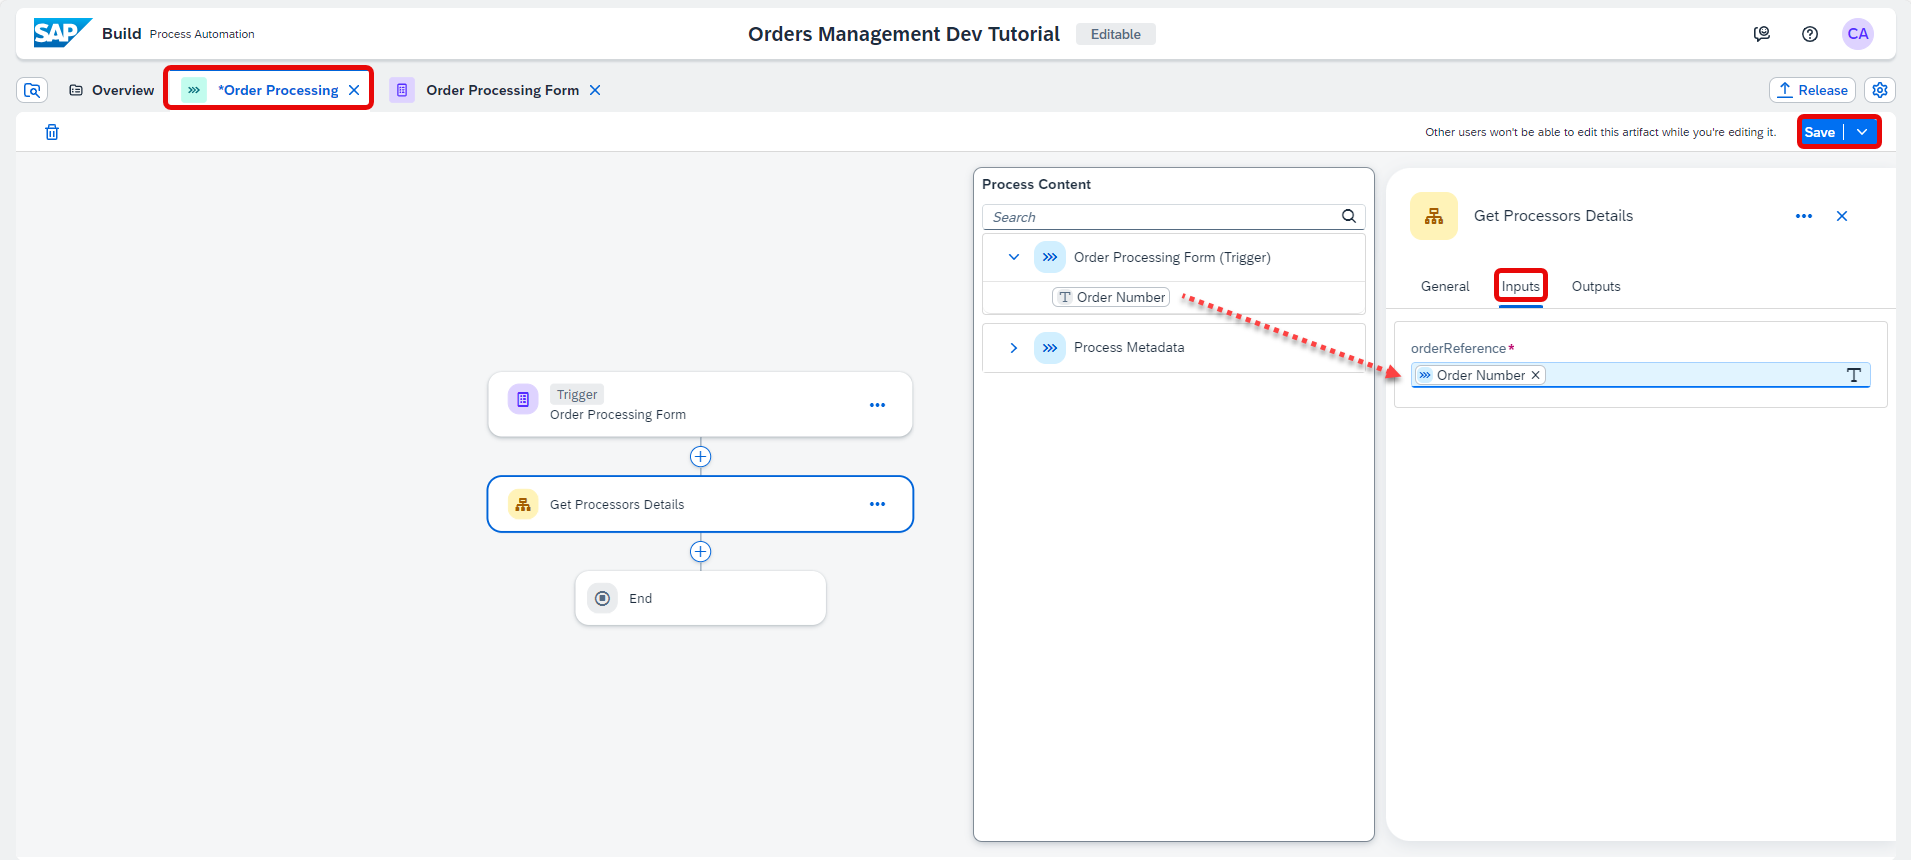 SAP Build Process Automation
Orders Management Dev Tutorial Editable
CA
Overview *Order Processing Order Processing Form
Release
Other users won't be able to edit this artifact while you're editing it. Save
Process Content
Search
Order Processing Form (Trigger)
T Order Number
Process Metadata
Trigger
Order Processing Form
Get Processors Details
End
Get Processors Details
General Inputs Outputs
orderReference*
Order Number T